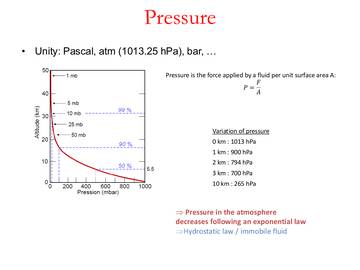 Pressure
• Unity: Pascal, atm (1013.25 hPa), bar, …
Pressure is the force applied by a fluid per unit surface area A:
P = F/A
50
40
30
20
10
0
Altitude (km)
1 mb
5 mb
10 mb
25 mb
50 mb
99 %
90 %
50 %
5.5
0 200 400 600 800 1000
Pression (mbar)
Variation of pressure
0 km : 1013 hPa
1 km : 900 hPa
2 km : 794 hPa
3 km : 700 hPa
10 km : 265 hPa
⇒ Pressure in the atmosphere
decreases following an exponential law
⇒Hydrostatic law / immobile fluid